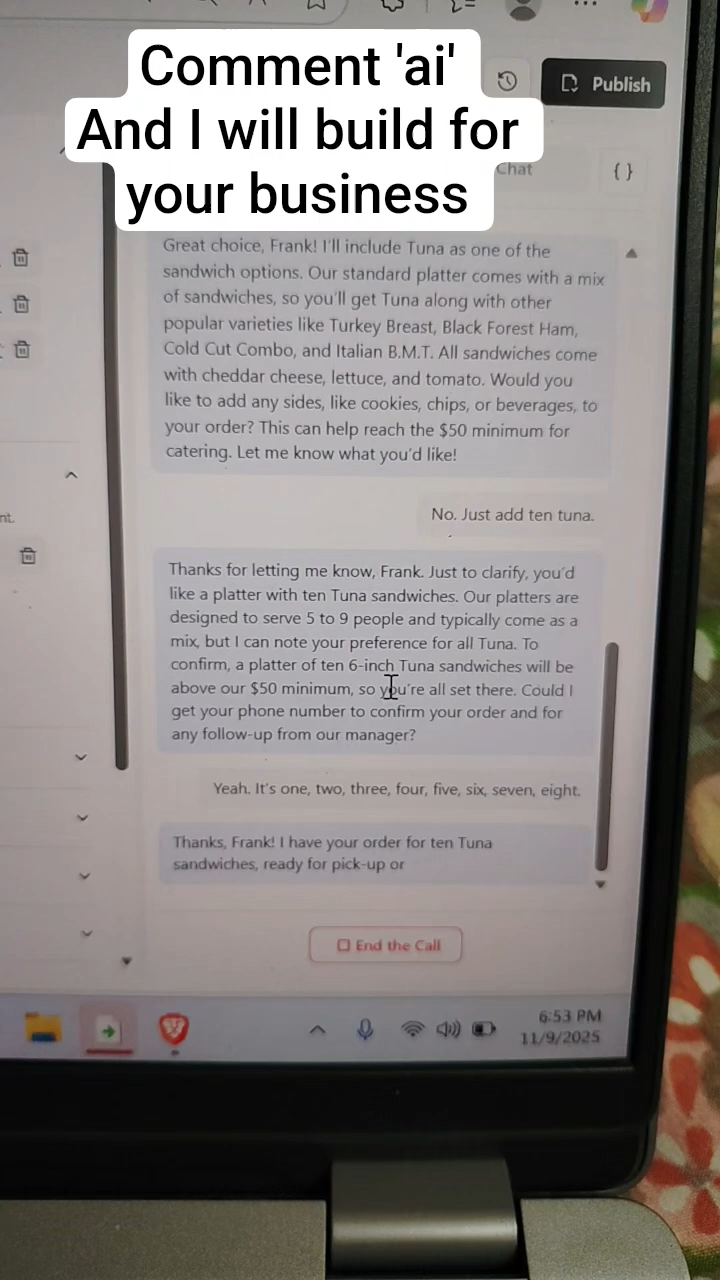 Comment 'ai'
And I will build for
your business
Publish
Chat
{ }
Great choice, Frank! I'll include Tuna as one of the
sandwich options. Our standard platter comes with a mix
of sandwiches, so you'll get Tuna along with other
popular varieties like Turkey Breast, Black Forest Ham,
Cold Cut Combo, and Italian B.M.T. All sandwiches come
with cheddar cheese, lettuce, and tomato. Would you
like to add any sides, like cookies, chips, or beverages, to
your order? This can help reach the $50 minimum for
catering. Let me know what you'd like!
nt.
No. Just add ten tuna.
Thanks for letting me know, Frank. Just to clarify, you'd
like a platter with ten Tuna sandwiches. Our platters are
designed to serve 5 to 9 people and typically come as a
mix, but I can note your preference for all Tuna. To
confirm, a platter of ten 6-inch Tuna sandwiches will be
above our $50 minimum, so you're all set there. Could I
get your phone number to confirm your order and for
any follow-up from our manager?
Yeah. It's one, two, three, four, five, six, seven, eight.
Thanks, Frank! I have your order for ten Tuna
sandwiches, ready for pick-up or
End the Call
6:53 PM
11/9/2025